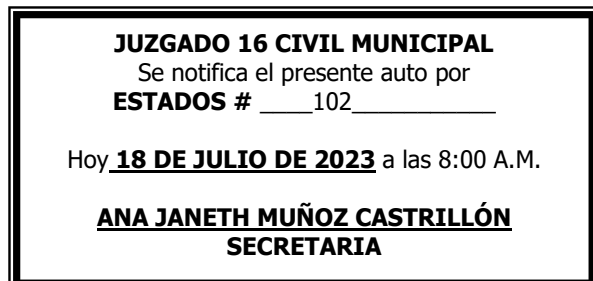 JUZGADO 16 CIVIL MUNICIPAL
Se notifica el presente auto por
ESTADOS # ____102___________
Hoy 18 DE JULIO DE 2023 a las 8:00 A.M.
ANA JANETH MUÑOZ CASTRILLÓN
SECRETARIA